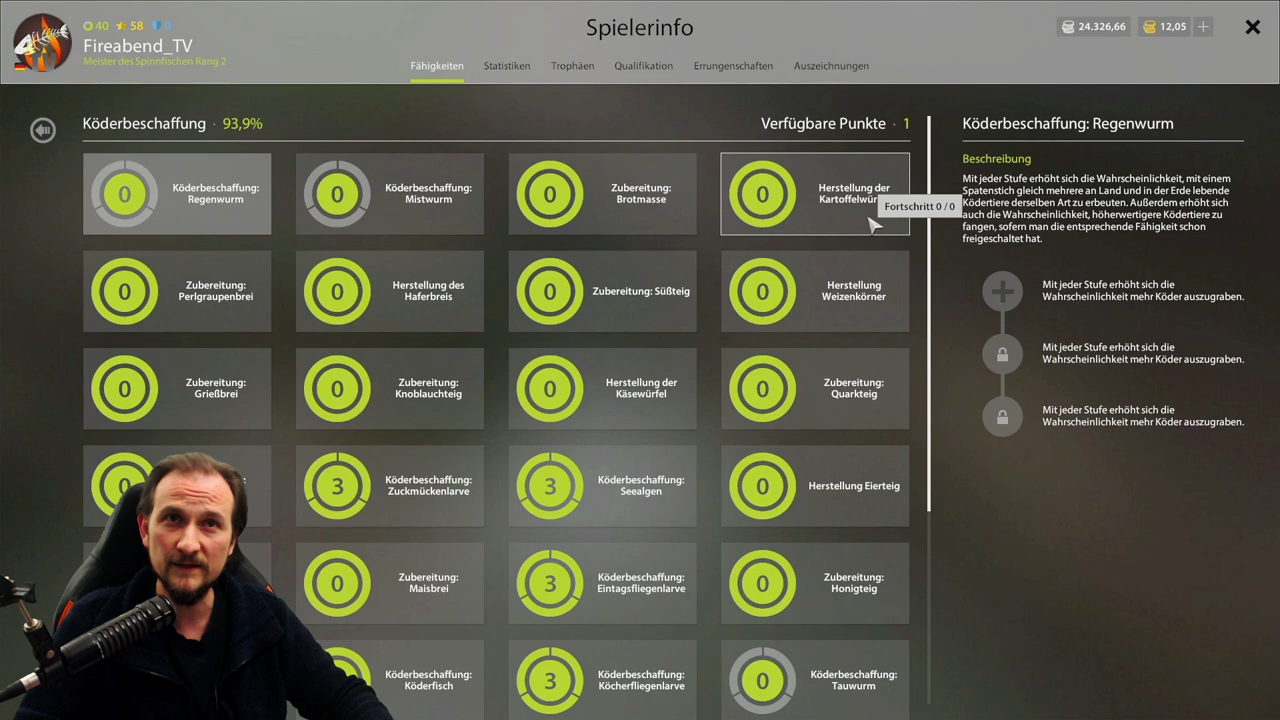 40 58 0
Fireabend_TV
Meister des Spinnfischen Rang 2
Spielerinfo
24.326,66 12,05
Fähigkeiten Statistiken Trophäen Qualifikation Errungenschaften Auszeichnungen
Köderbeschaffung · 93,9%
Verfügbare Punkte · 1
0 Köderbeschaffung:
Regenwurm
0 Köderbeschaffung:
Mistwurm
0 Zubereitung:
Brotmasse
0 Herstellung der
Fortschritt 0 / 0
0 Zubereitung:
Perlgraupenbrei
0 Herstellung des
Haferbreis
0 Zubereitung: Süßteig
0 Herstellung
Weizenkörner
0 Zubereitung:
Grießbrei
0 Zubereitung:
Knoblauchteig
0 Herstellung der
Käsewürfel
0 Zubereitung:
Quarkteig
0
3 Köderbeschaffung:
Zuckmückenlarve
3 Köderbeschaffung:
Seealgen
0 Herstellung Eierteig
0 Zubereitung:
Maisbrei
3 Köderbeschaffung:
Eintagsfliegenlarve
0 Zubereitung:
Honigteig
Köderbeschaffung:
Köderfisch
3 Köderbeschaffung:
Köcherfliegenlarve
0 Köderbeschaffung:
Tauwurm
Köderbeschaffung: Regenwurm
Beschreibung
Mit jeder Stufe erhöht sich die Wahrscheinlichkeit, mit einem
Spatenstich gleich mehrere an Land und in der Erde lebende
Ködertiere derselben Art zu erbeuten. Außerdem erhöht sich
auch die Wahrscheinlichkeit, höherwertigere Ködertiere zu
fangen, sofern man die entsprechende Fähigkeit schon
freigeschaltet hat.
Mit jeder Stufe erhöht sich die
Wahrscheinlichkeit mehr Köder auszugraben.
Mit jeder Stufe erhöht sich die
Wahrscheinlichkeit mehr Köder auszugraben.
Mit jeder Stufe erhöht sich die
Wahrscheinlichkeit mehr Köder auszugraben.